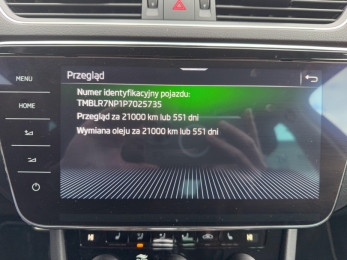 MENU
Przegląd
HOME
Numer identyfikacyjny pojazdu:
TMBLR7NP1P7025735
Przegląd za 21000 km lub 551 dni
Wymiana oleju za 21000 km lub 551 dni